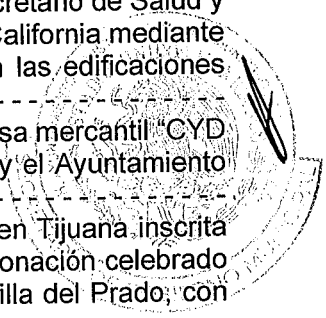 cretario de Salud y
California mediante
las edificaciones
- - - - - - - - - - - - - - - - - - - -
sa mercantil "CYD
y el Ayuntamiento
- - - - - - - - - - - - - - - - - - - -
en Tijuana inscrita
onación celebrado
illa del Prado, con